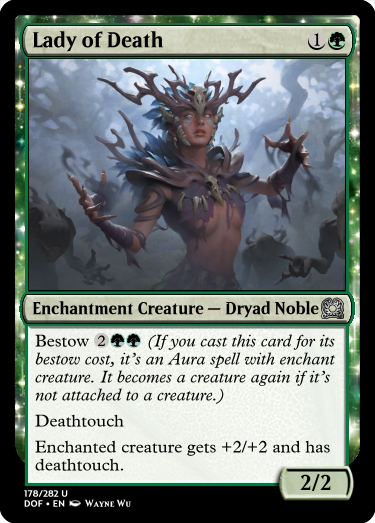 Lady of Death 1
Enchantment Creature — Dryad Noble
Bestow 2 (If you cast this card for its
bestow cost, it's an Aura spell with enchant
creature. It becomes a creature again if it's
not attached to a creature.)
Deathtouch
Enchanted creature gets +2/+2 and has
deathtouch.
2/2
178/282 U
DOF • EN Wayne Wu